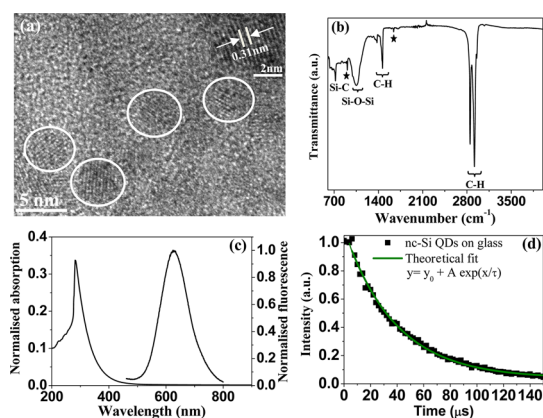 (a)
0.31nm
2nm
5 nm
(b)
Transmittance (a.u.)
Si-C
Si-O-Si
C-H
C-H
700 1400 2100 2800 3500
Wavenumber (cm-1)
(c)
Normalised absorption
0.4
0.3
0.2
0.1
0.0
1.0
0.8
0.6
0.4
0.2
0.0
Normalised fluorescence
200 300 400 500 600 700 800 900
Wavelength (nm)
(d)
nc-Si QDs on glass
Theoretical fit
y= y0 + A exp(x/τ)
Intensity (a.u.)
1.0
0.8
0.6
0.4
0.2
0.0
0 20 40 60 80 100 120 140
Time (µs)